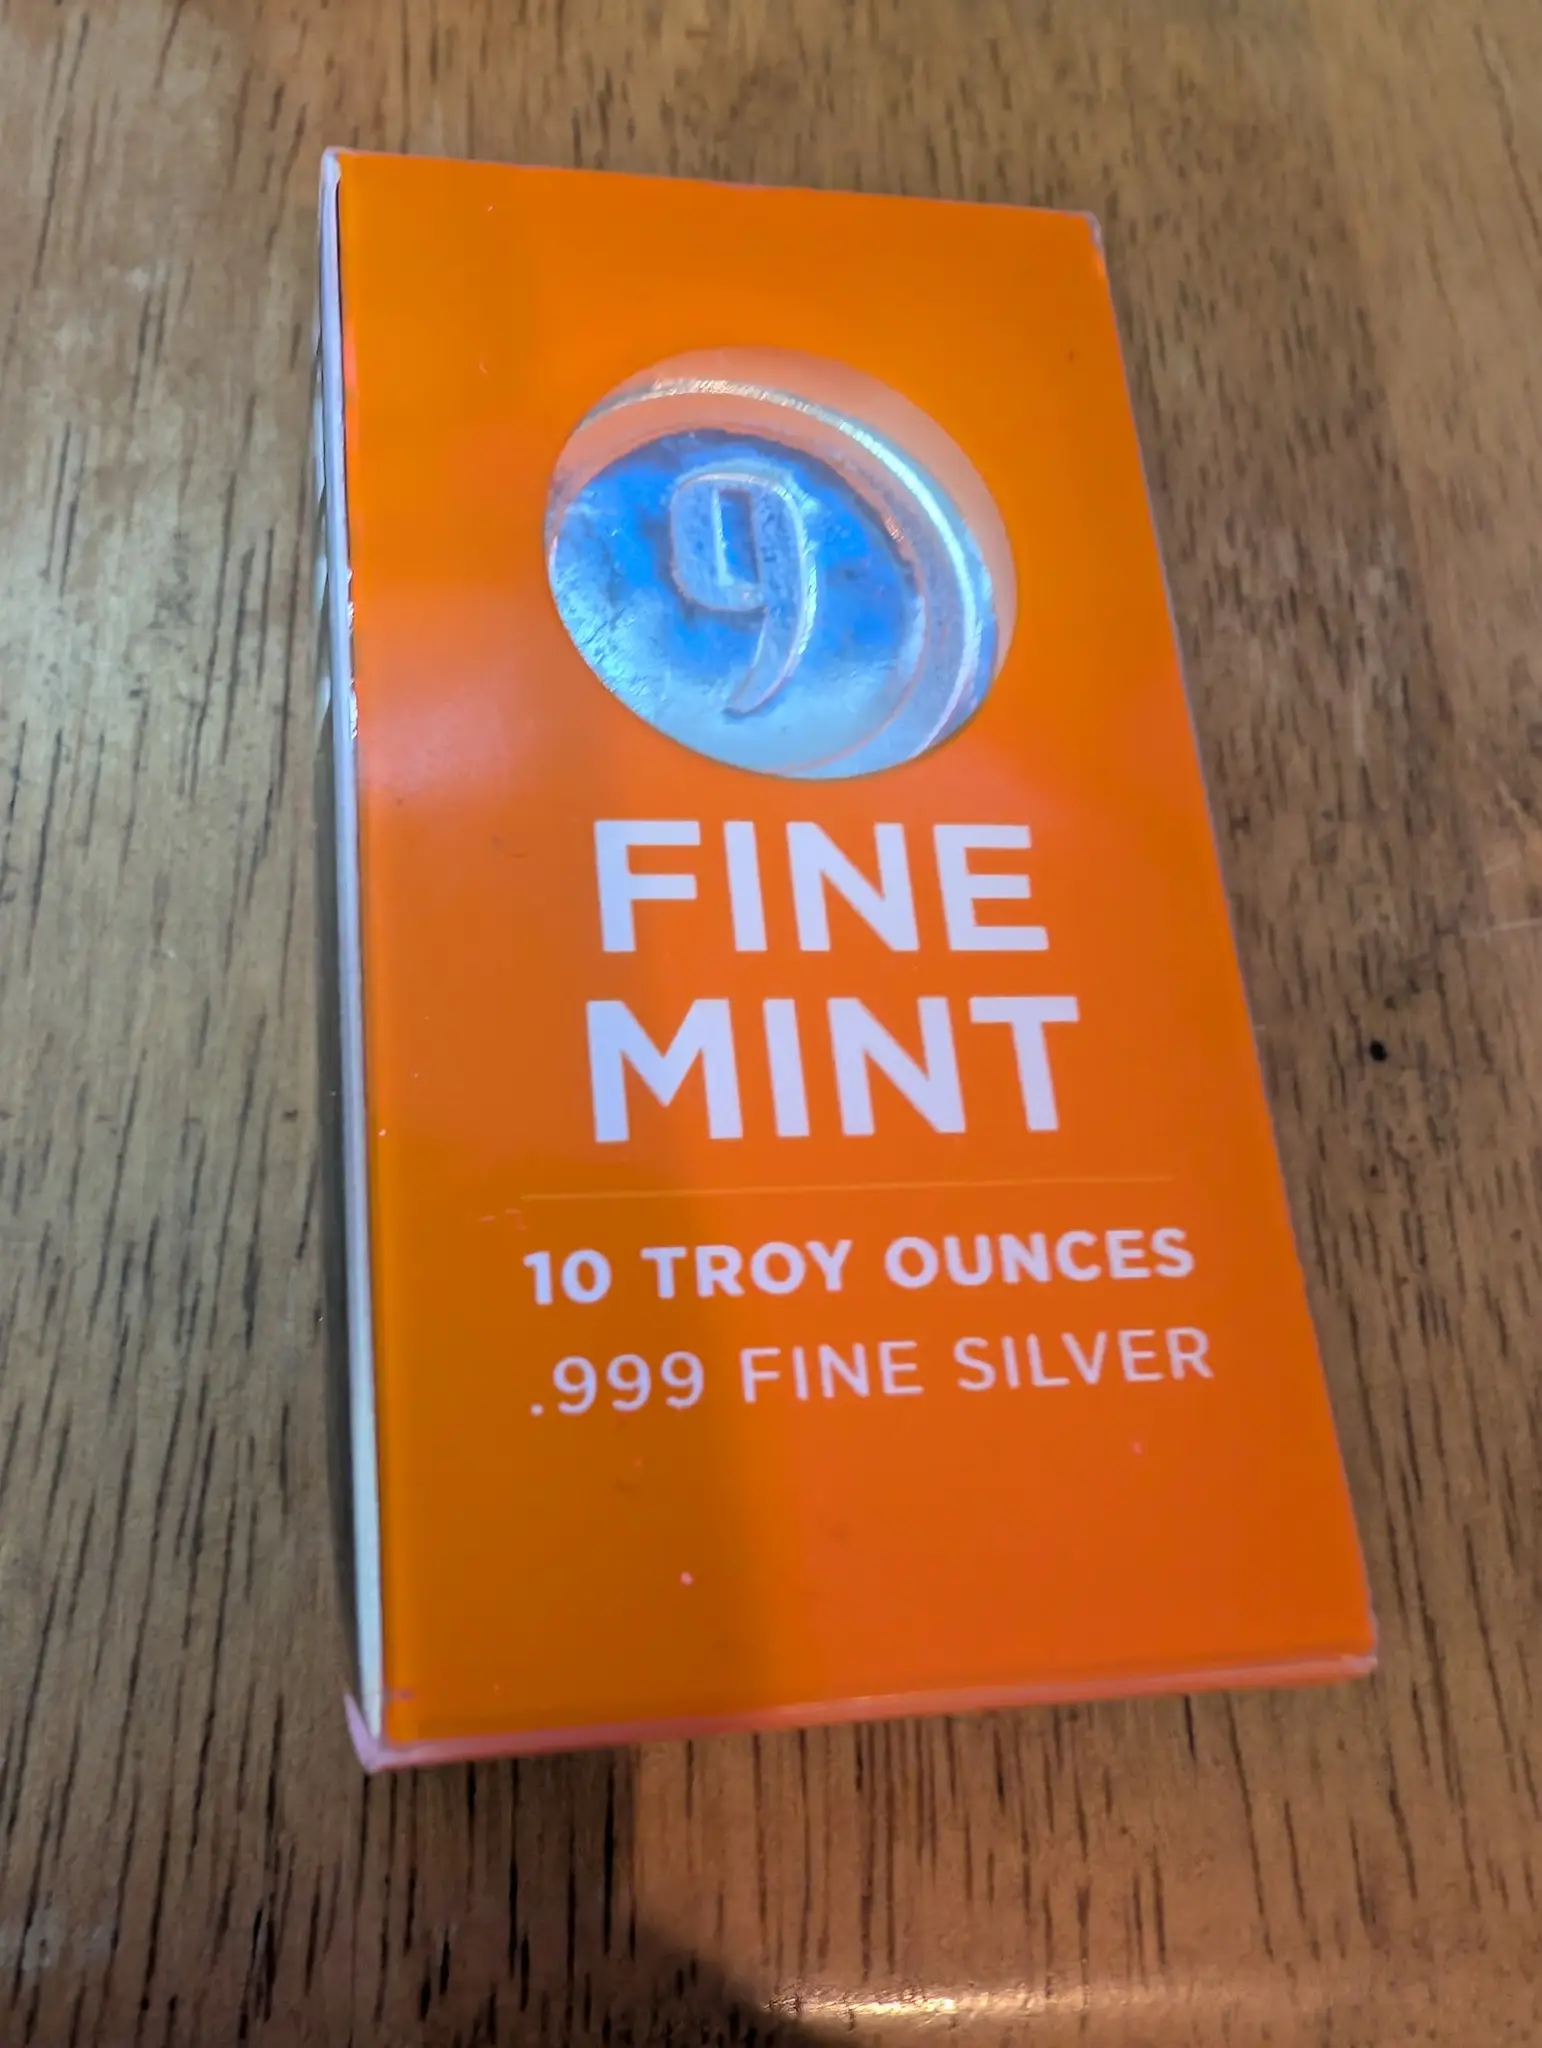 9
FINE
MINT
10 TROY OUNCES
.999 FINE SILVER